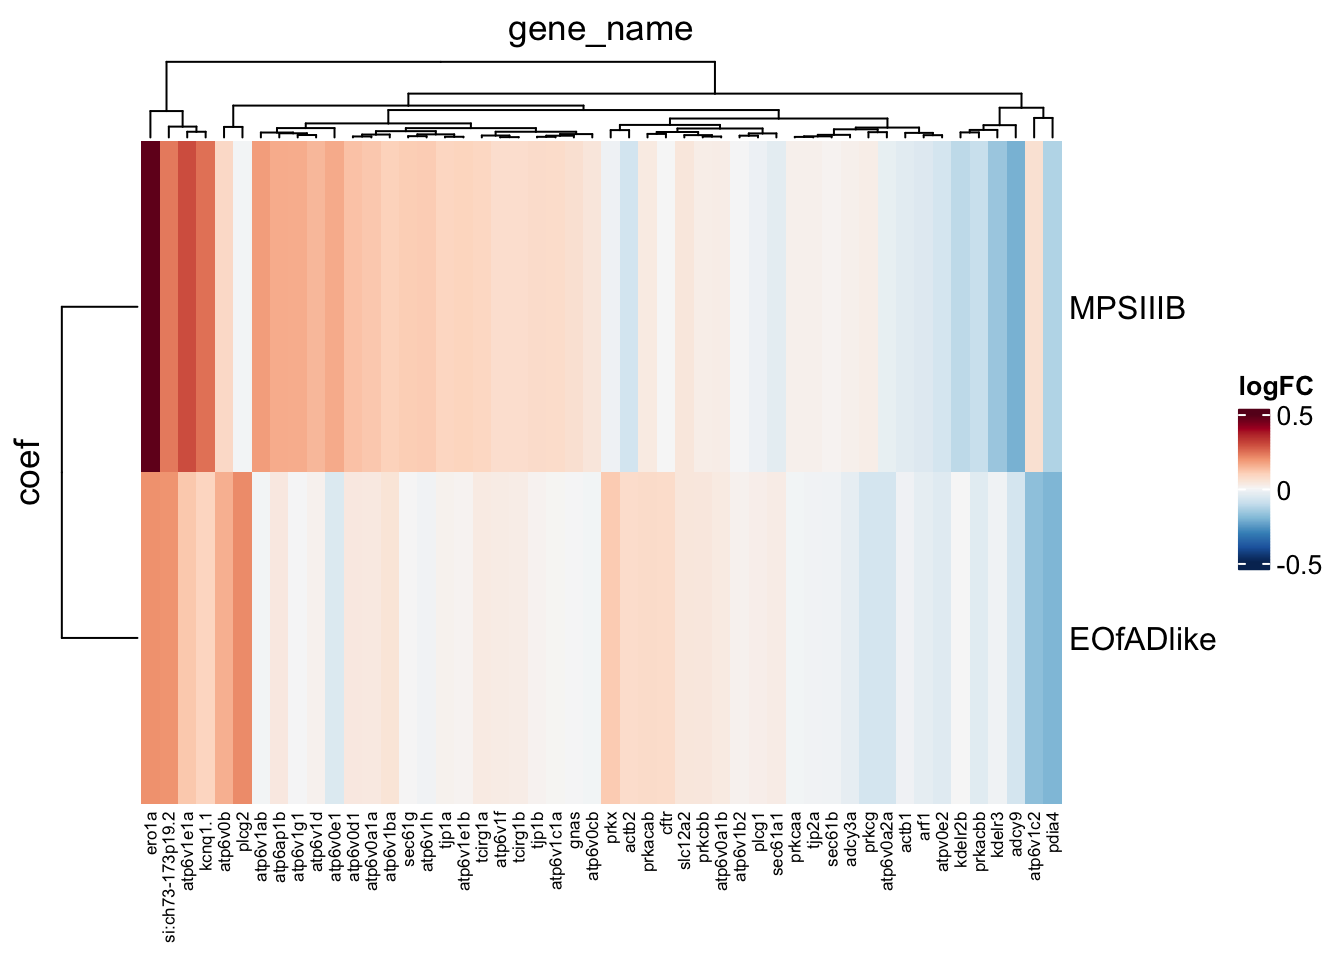 gene_name
MPSIIIB
EOfADlike
coef
logFC
0.5
0
-0.5
ero1a
si:ch73-173p19.2
atp6v1e1a
kcnq1.1
atp6v0b
plcg2
atp6v1ab
atp6ap1b
atp6v1g1
atp6v1d
atp6v0e1
atp6v0d1
atp6v0a1a
atp6v1ba
sec61g
atp6v1h
tjp1a
atp6v1e1b
tcirg1a
atp6v1f
tcirg1b
tjp1b
atp6v1c1a
gnas
atp6v0cb
prkx
actb2
prkacab
cftr
slc12a2
prkcbb
atp6v0a1b
atp6v1b2
plcg1
sec61a1
prkcaa
tjp2a
sec61b
adcy3a
prkcg
atp6v0a2a
actb1
arf1
atpv0e2
kdelr2b
prkacbb
kdelr3
adcy9
atp6v1c2
pdia4